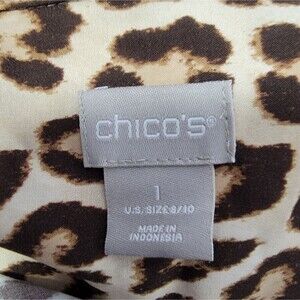 chico's®
1
U.S. SIZE 8/10
MADE IN
INDONESIA